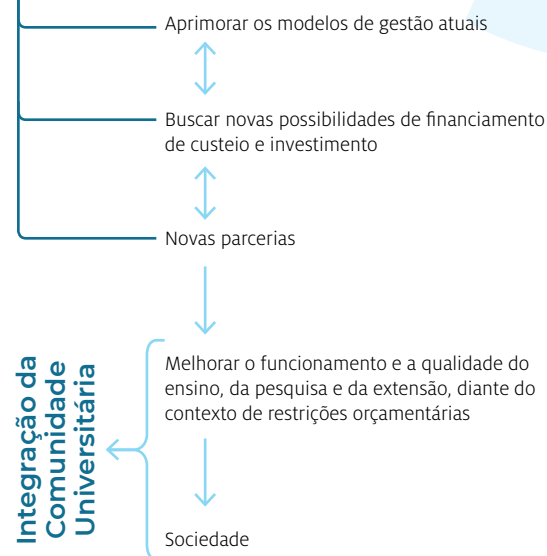 Aprimorar os modelos de gestão atuais
Buscar novas possibilidades de financiamento
de custeio e investimento
Novas parcerias
Melhorar o funcionamento e a qualidade do
ensino, da pesquisa e da extensão, diante do
contexto de restrições orçamentárias
Integração da
Comunidade
Universitária
Sociedade